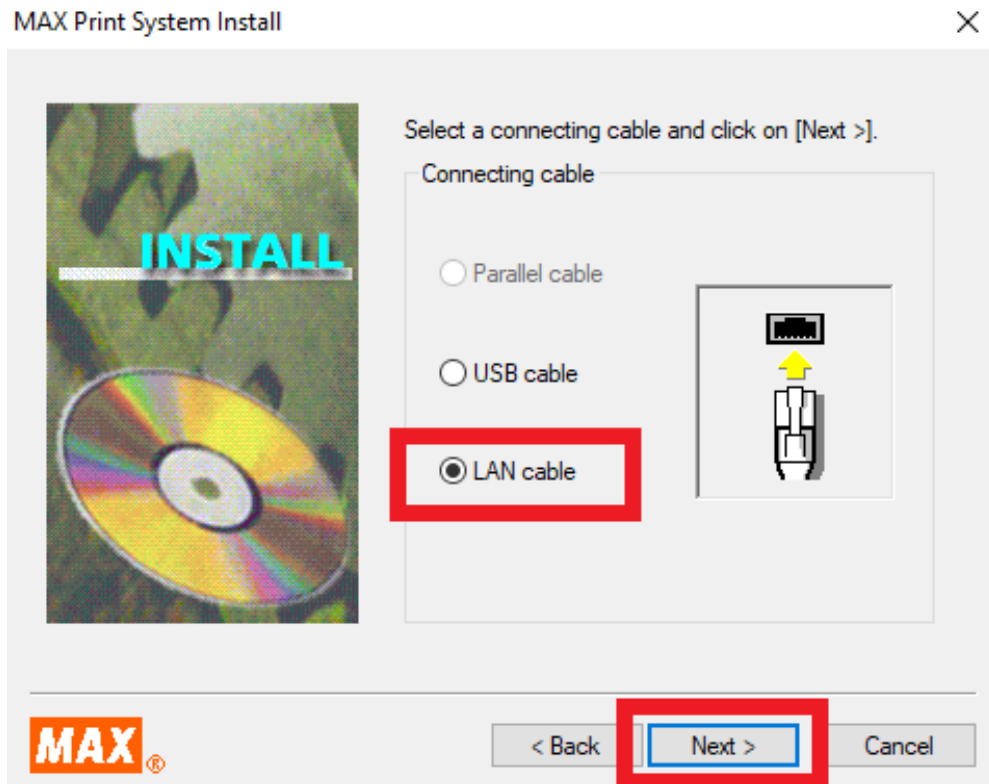 MAX Print System Install
INSTALL
Select a connecting cable and click on [Next >].
Connecting cable
Parallel cable
USB cable
LAN cable
MAX ®
< Back
Next >
Cancel